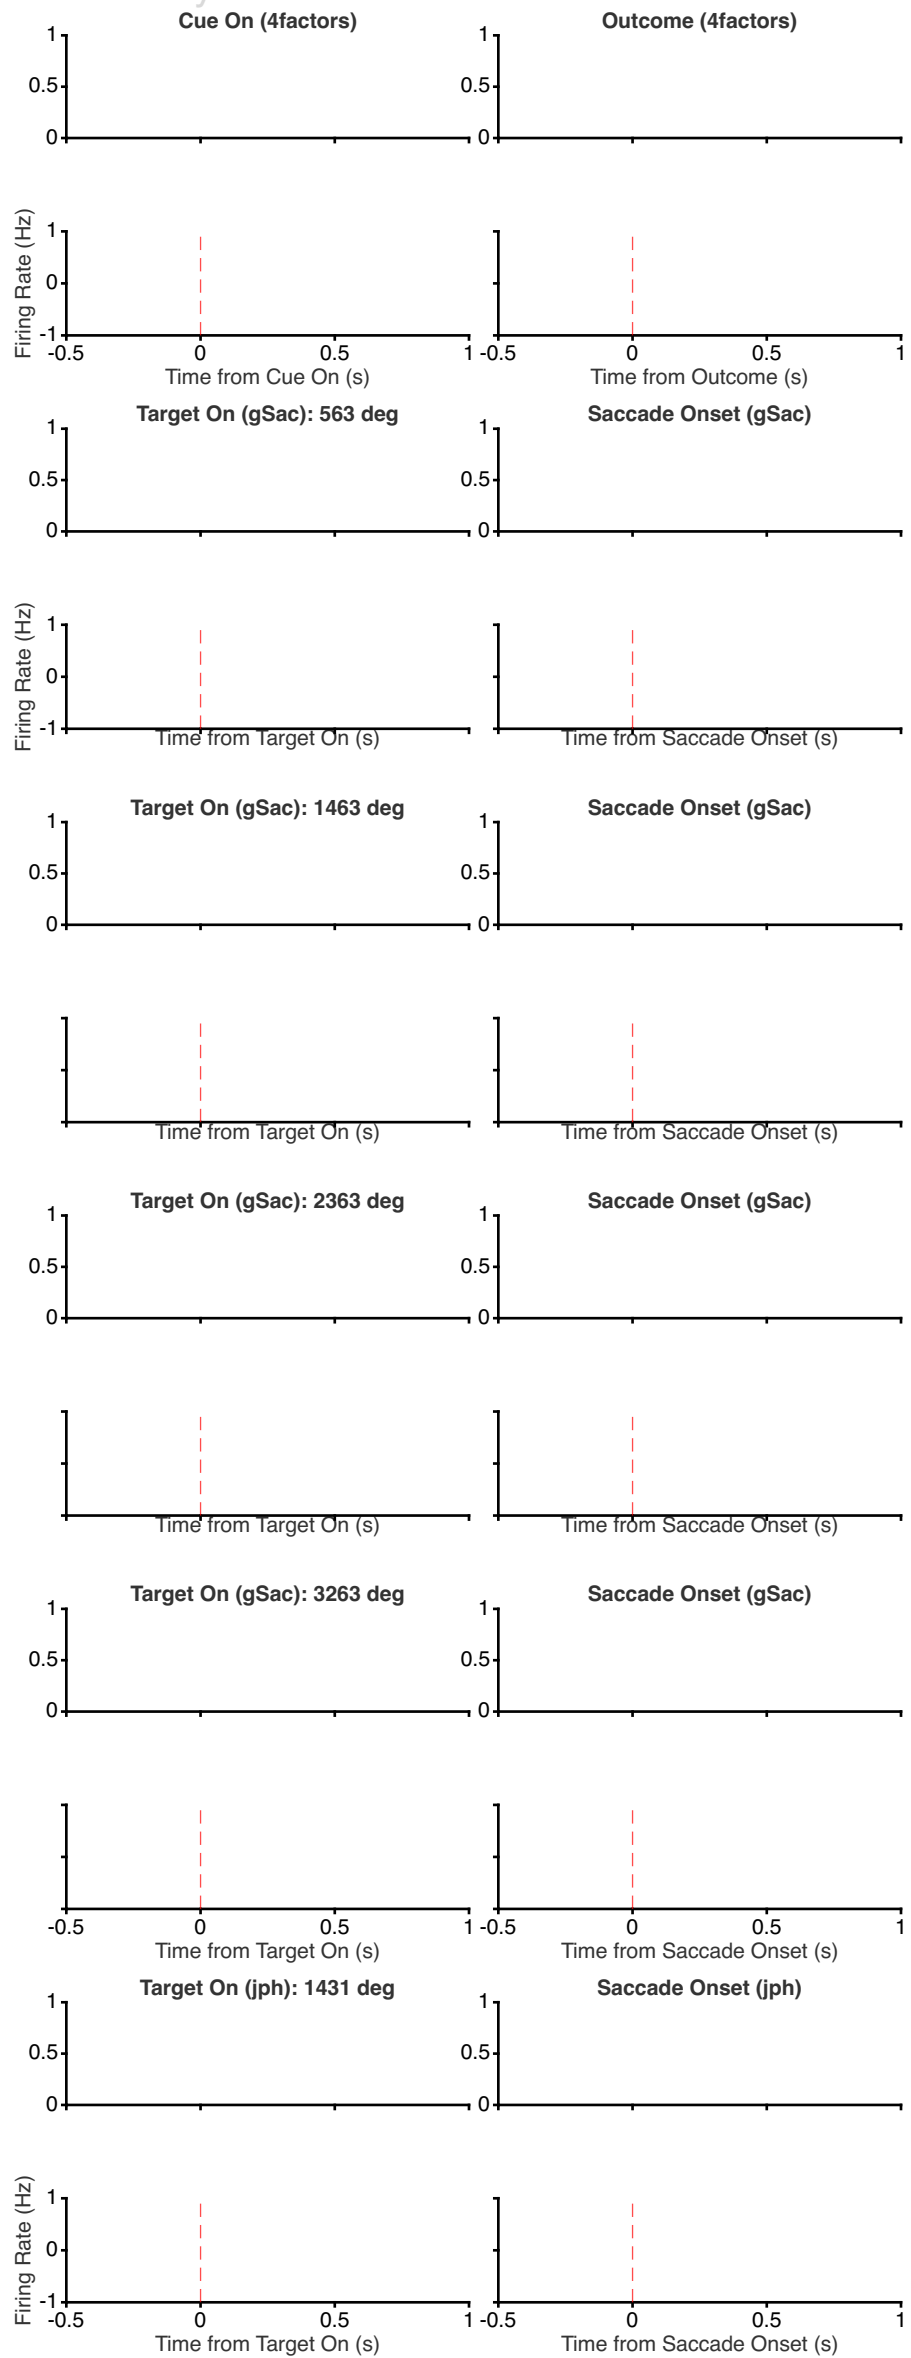 Cue On (4factors) Outcome (4factors)
1 1
0.5 0.5
0 0
Firing Rate (Hz)
1 1
0 0
-1 -1
-0.5 0 0.5 1 -0.5 0 0.5 1
Time from Cue On (s) Time from Outcome (s)
Target On (gSac): 563 deg Saccade Onset (gSac)
1 1
0.5 0.5
0 0
Firing Rate (Hz)
1
0
-1
Time from Target On (s) Time from Saccade Onset (s)
Target On (gSac): 1463 deg Saccade Onset (gSac)
1 1
0.5 0.5
0 0
Time from Target On (s) Time from Saccade Onset (s)
Target On (gSac): 2363 deg Saccade Onset (gSac)
1 1
0.5 0.5
0 0
Time from Target On (s) Time from Saccade Onset (s)
Target On (gSac): 3263 deg Saccade Onset (gSac)
1 1
0.5 0.5
0 0
-0.5 0 0.5 1 -0.5 0 0.5 1
Time from Target On (s) Time from Saccade Onset (s)
Target On (jph): 1431 deg Saccade Onset (jph)
1 1
0.5 0.5
0 0
Firing Rate (Hz)
1
0
-1
-0.5 0 0.5 1 -0.5 0 0.5 1
Time from Target On (s) Time from Saccade Onset (s)